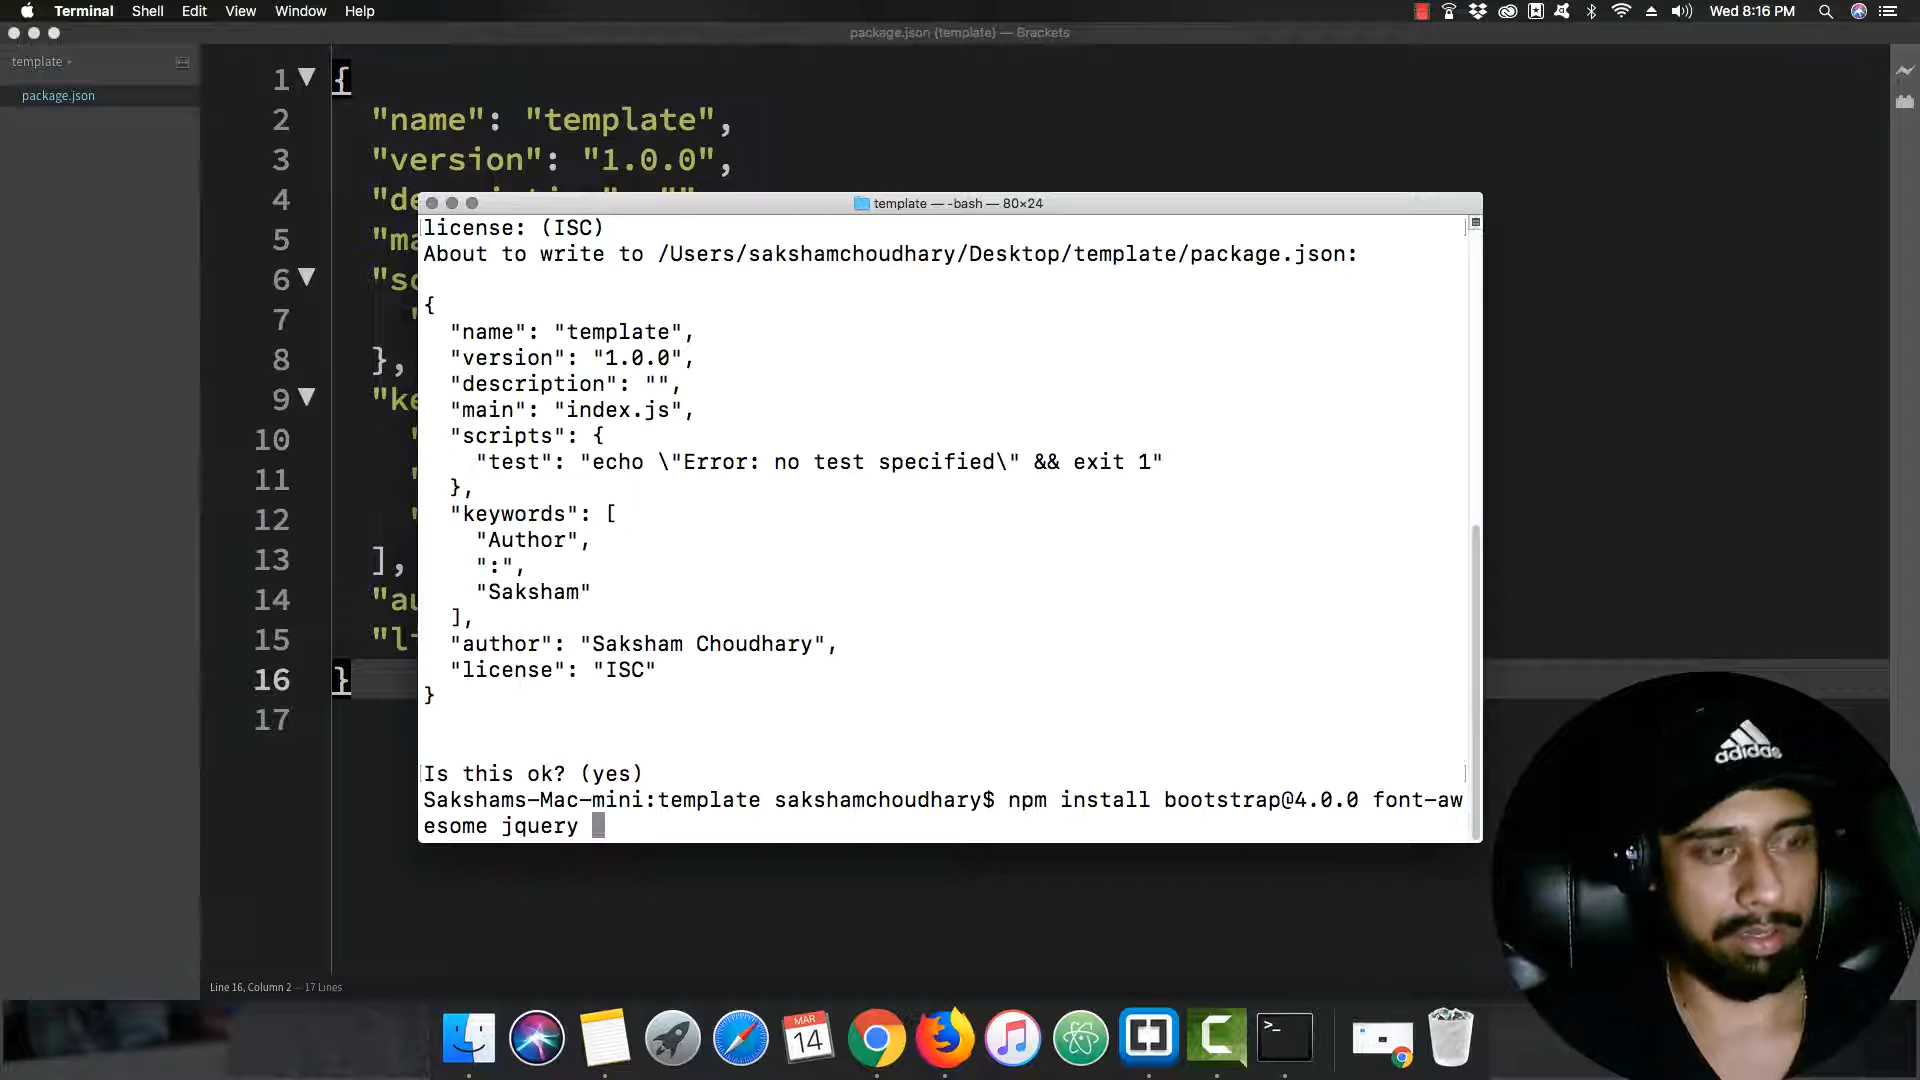 Terminal Shell Edit View Window Help
Wed 8:16 PM
package.json (template) — Brackets
template
package.json
1 {
2 "name": "template",
3 "version": "1.0.0",
4
5
6
7
8 },
9
10
11
12
13 ],
14
15
16 }
17
template — -bash — 80×24
license: (ISC)
About to write to /Users/sakshamchoudhary/Desktop/template/package.json:
{
"name": "template",
"version": "1.0.0",
"description": "",
"main": "index.js",
"scripts": {
"test": "echo \"Error: no test specified\" && exit 1"
},
"keywords": [
"Author",
":",
"Saksham"
],
"author": "Saksham Choudhary",
"license": "ISC"
}
Is this ok? (yes)
Sakshams-Mac-mini:template sakshamchoudhary$ npm install bootstrap@4.0.0 font-aw
esome jquery
adidas
Line 16, Column 2 — 17 Lines
MAR
14
>_